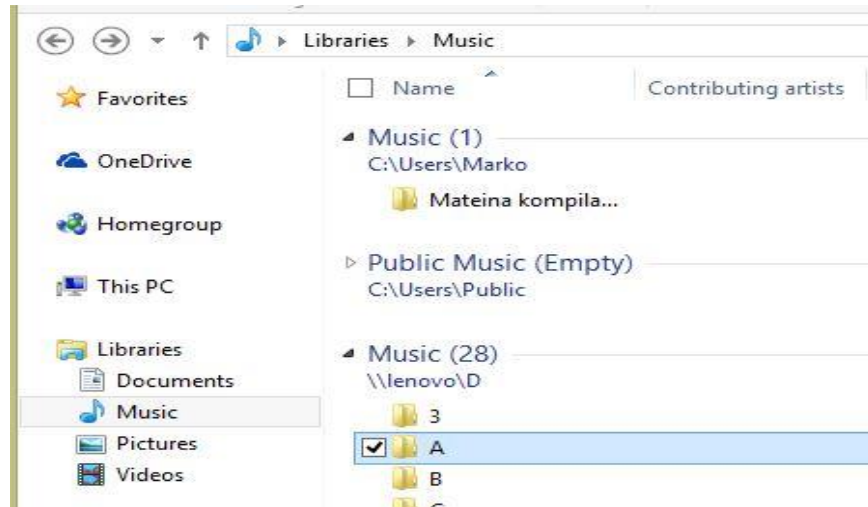 Libraries Music
Name Contributing artists
Favorites
OneDrive
Homegroup
This PC
Libraries
Documents
Music
Pictures
Videos
Music (1)
C:\Users\Marko
Mateina kompila...
Public Music (Empty)
C:\Users\Public
Music (28)
\\lenovo\D
3
A
B